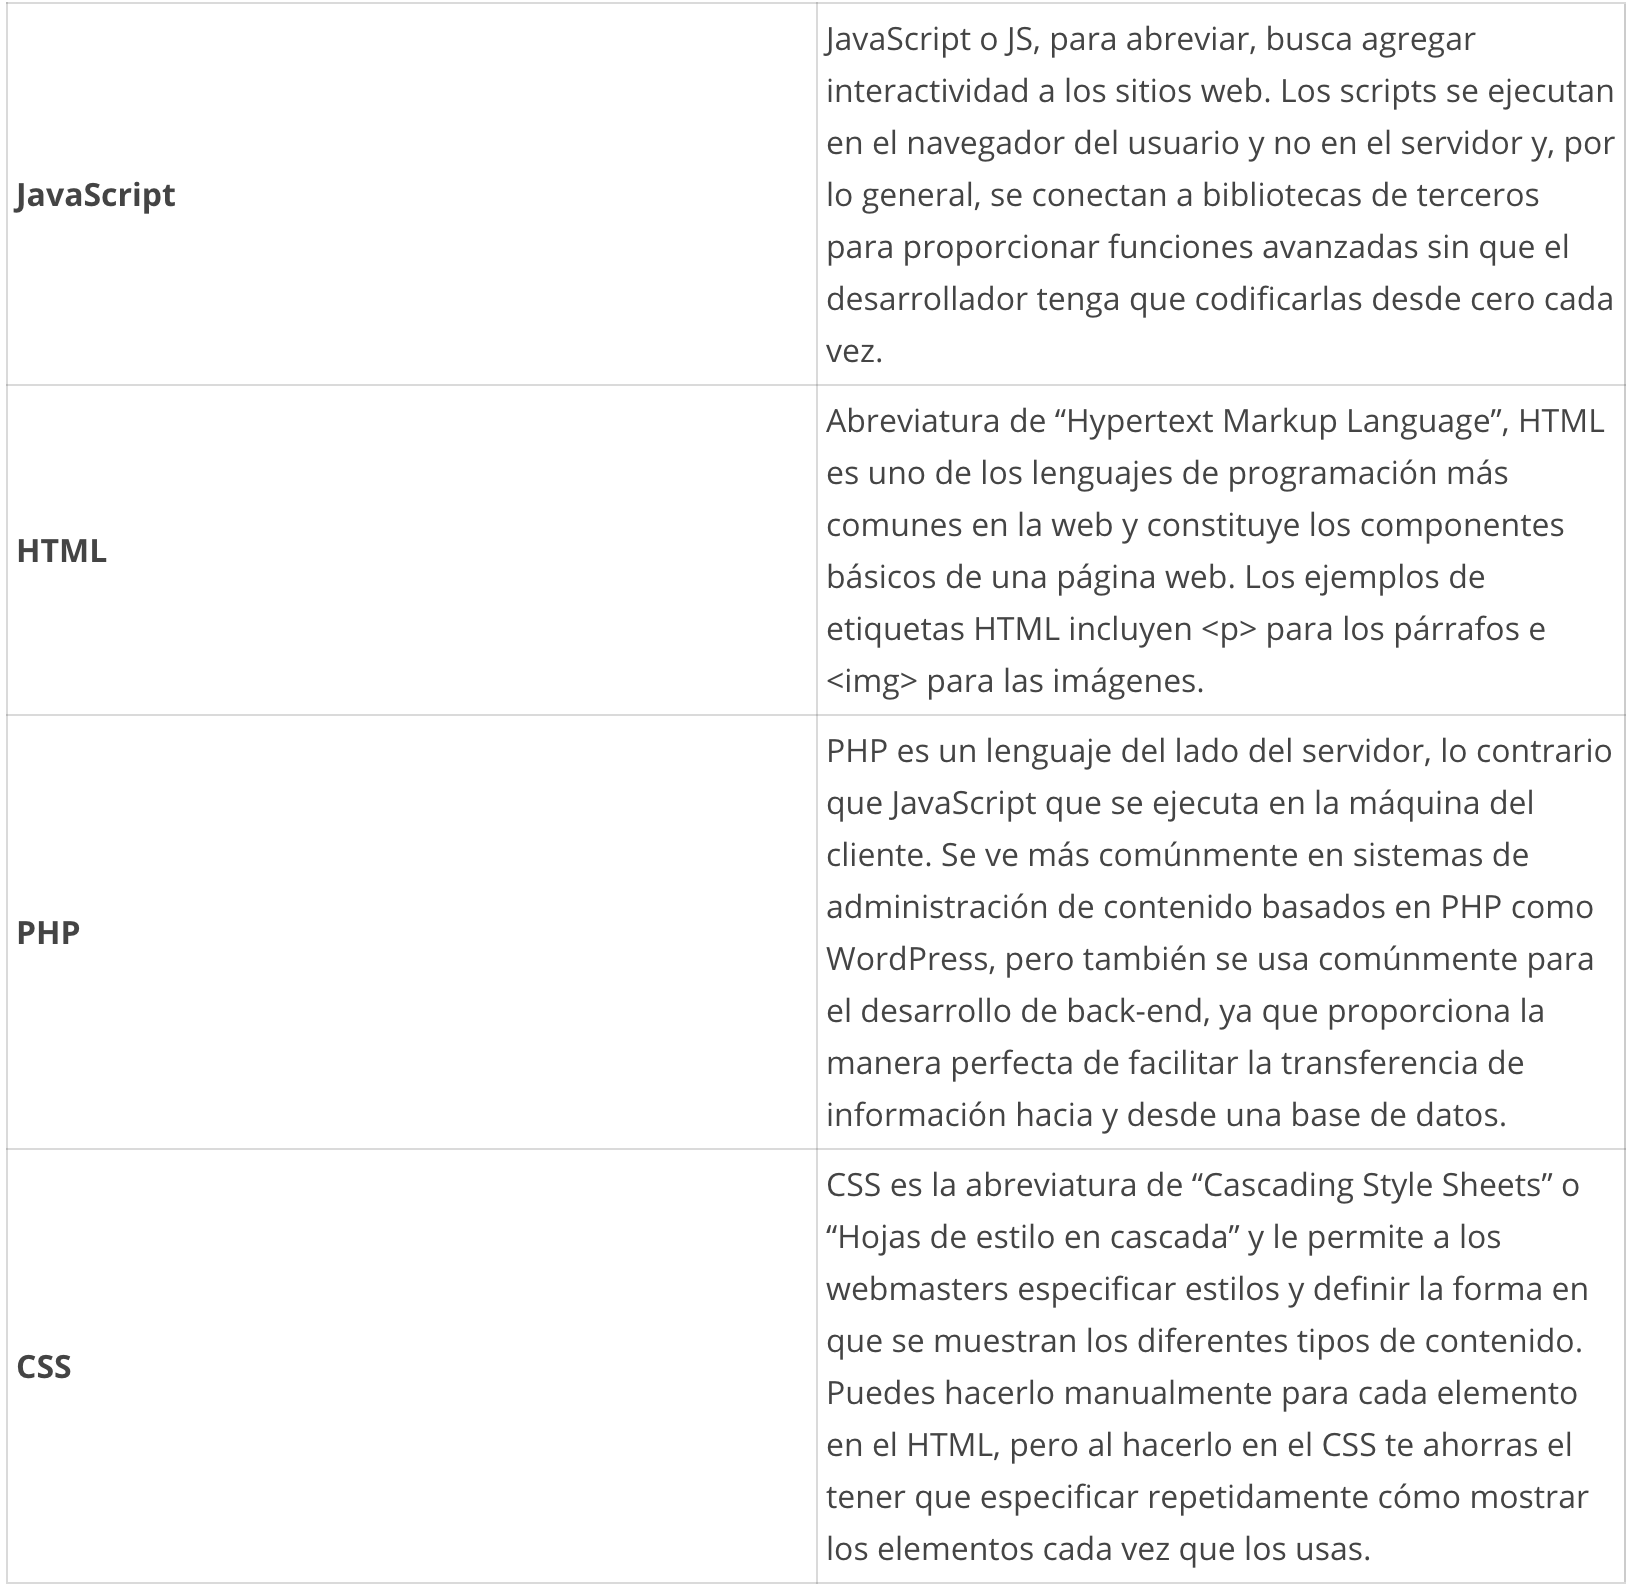 JavaScript
JavaScript o JS, para abreviar, busca agregar
interactividad a los sitios web. Los scripts se ejecutan
en el navegador del usuario y no en el servidor y, por
lo general, se conectan a bibliotecas de terceros
para proporcionar funciones avanzadas sin que el
desarrollador tenga que codificarlas desde cero cada
vez.
HTML
Abreviatura de “Hypertext Markup Language”, HTML
es uno de los lenguajes de programación más
comunes en la web y constituye los componentes
básicos de una página web. Los ejemplos de
etiquetas HTML incluyen <p> para los párrafos e
<img> para las imágenes.
PHP
PHP es un lenguaje del lado del servidor, lo contrario
que JavaScript que se ejecuta en la máquina del
cliente. Se ve más comúnmente en sistemas de
administración de contenido basados en PHP como
WordPress, pero también se usa comúnmente para
el desarrollo de back-end, ya que proporciona la
manera perfecta de facilitar la transferencia de
información hacia y desde una base de datos.
CSS
CSS es la abreviatura de “Cascading Style Sheets” o
“Hojas de estilo en cascada” y le permite a los
webmasters especificar estilos y definir la forma en
que se muestran los diferentes tipos de contenido.
Puedes hacerlo manualmente para cada elemento
en el HTML, pero al hacerlo en el CSS te ahorras el
tener que especificar repetidamente cómo mostrar
los elementos cada vez que los usas.